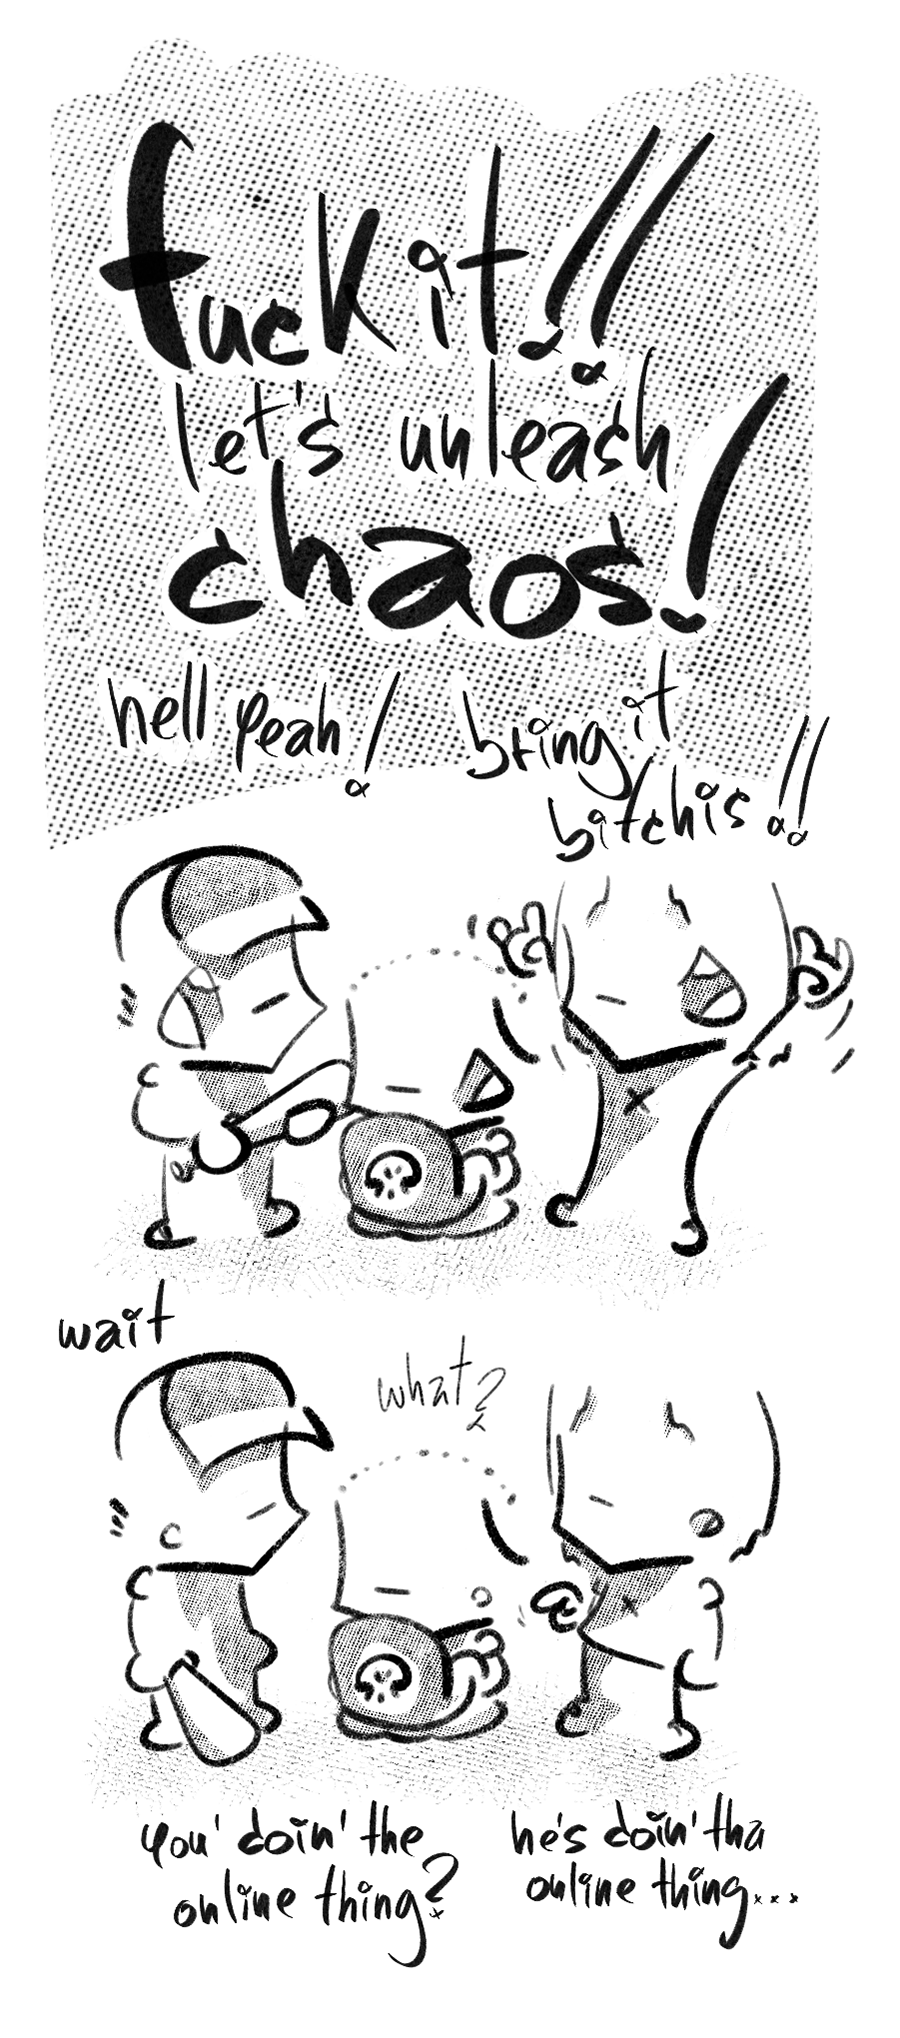 fuck it!!
let's unleash
chaos!
hell yeah!
bring it
bitchis!!
wait
what?
you' doin' the
online thing?
he's doin' tha
online thing...